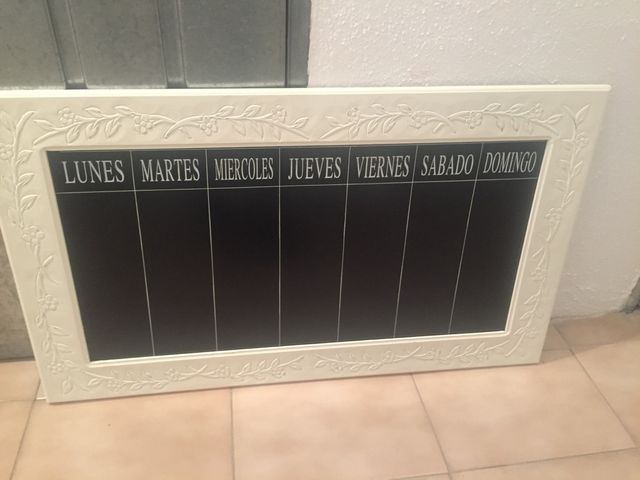 LUNES MARTES MIERCOLES JUEVES VIERNES SABADO DOMINGO